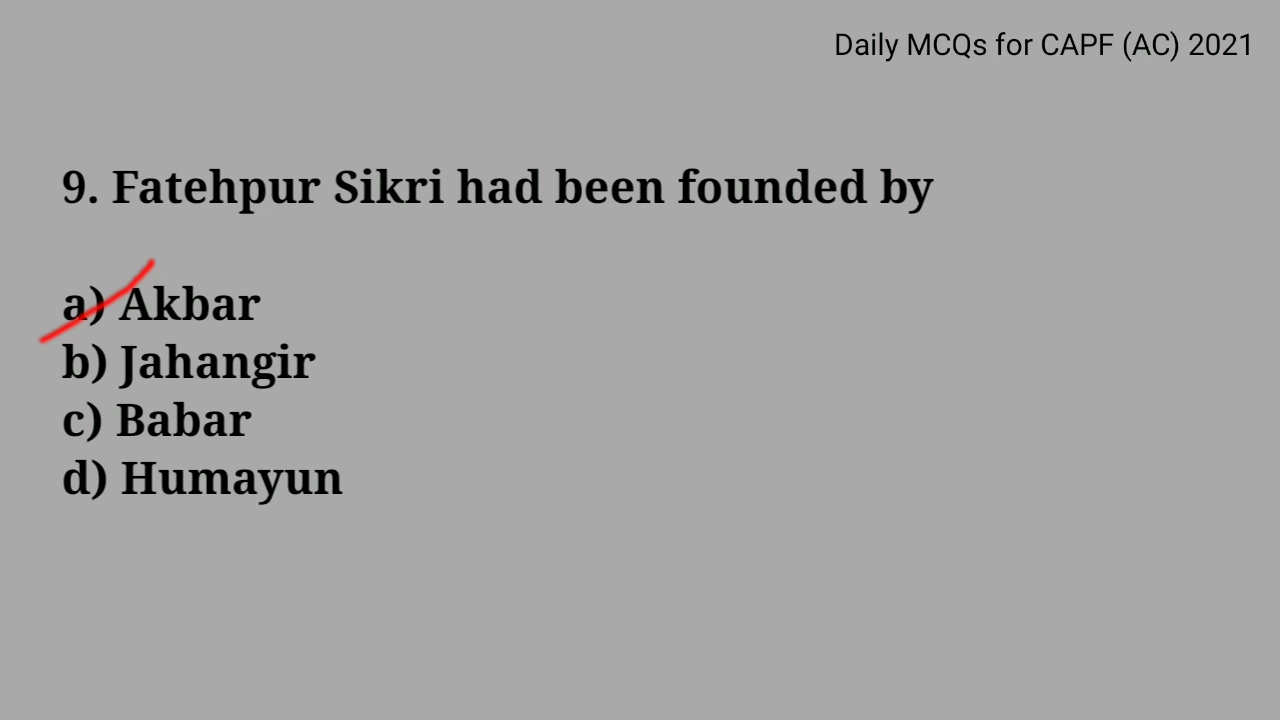 Daily MCQs for CAPF (AC) 2021
9. Fatehpur Sikri had been founded by
a) Akbar
b) Jahangir
c) Babar
d) Humayun